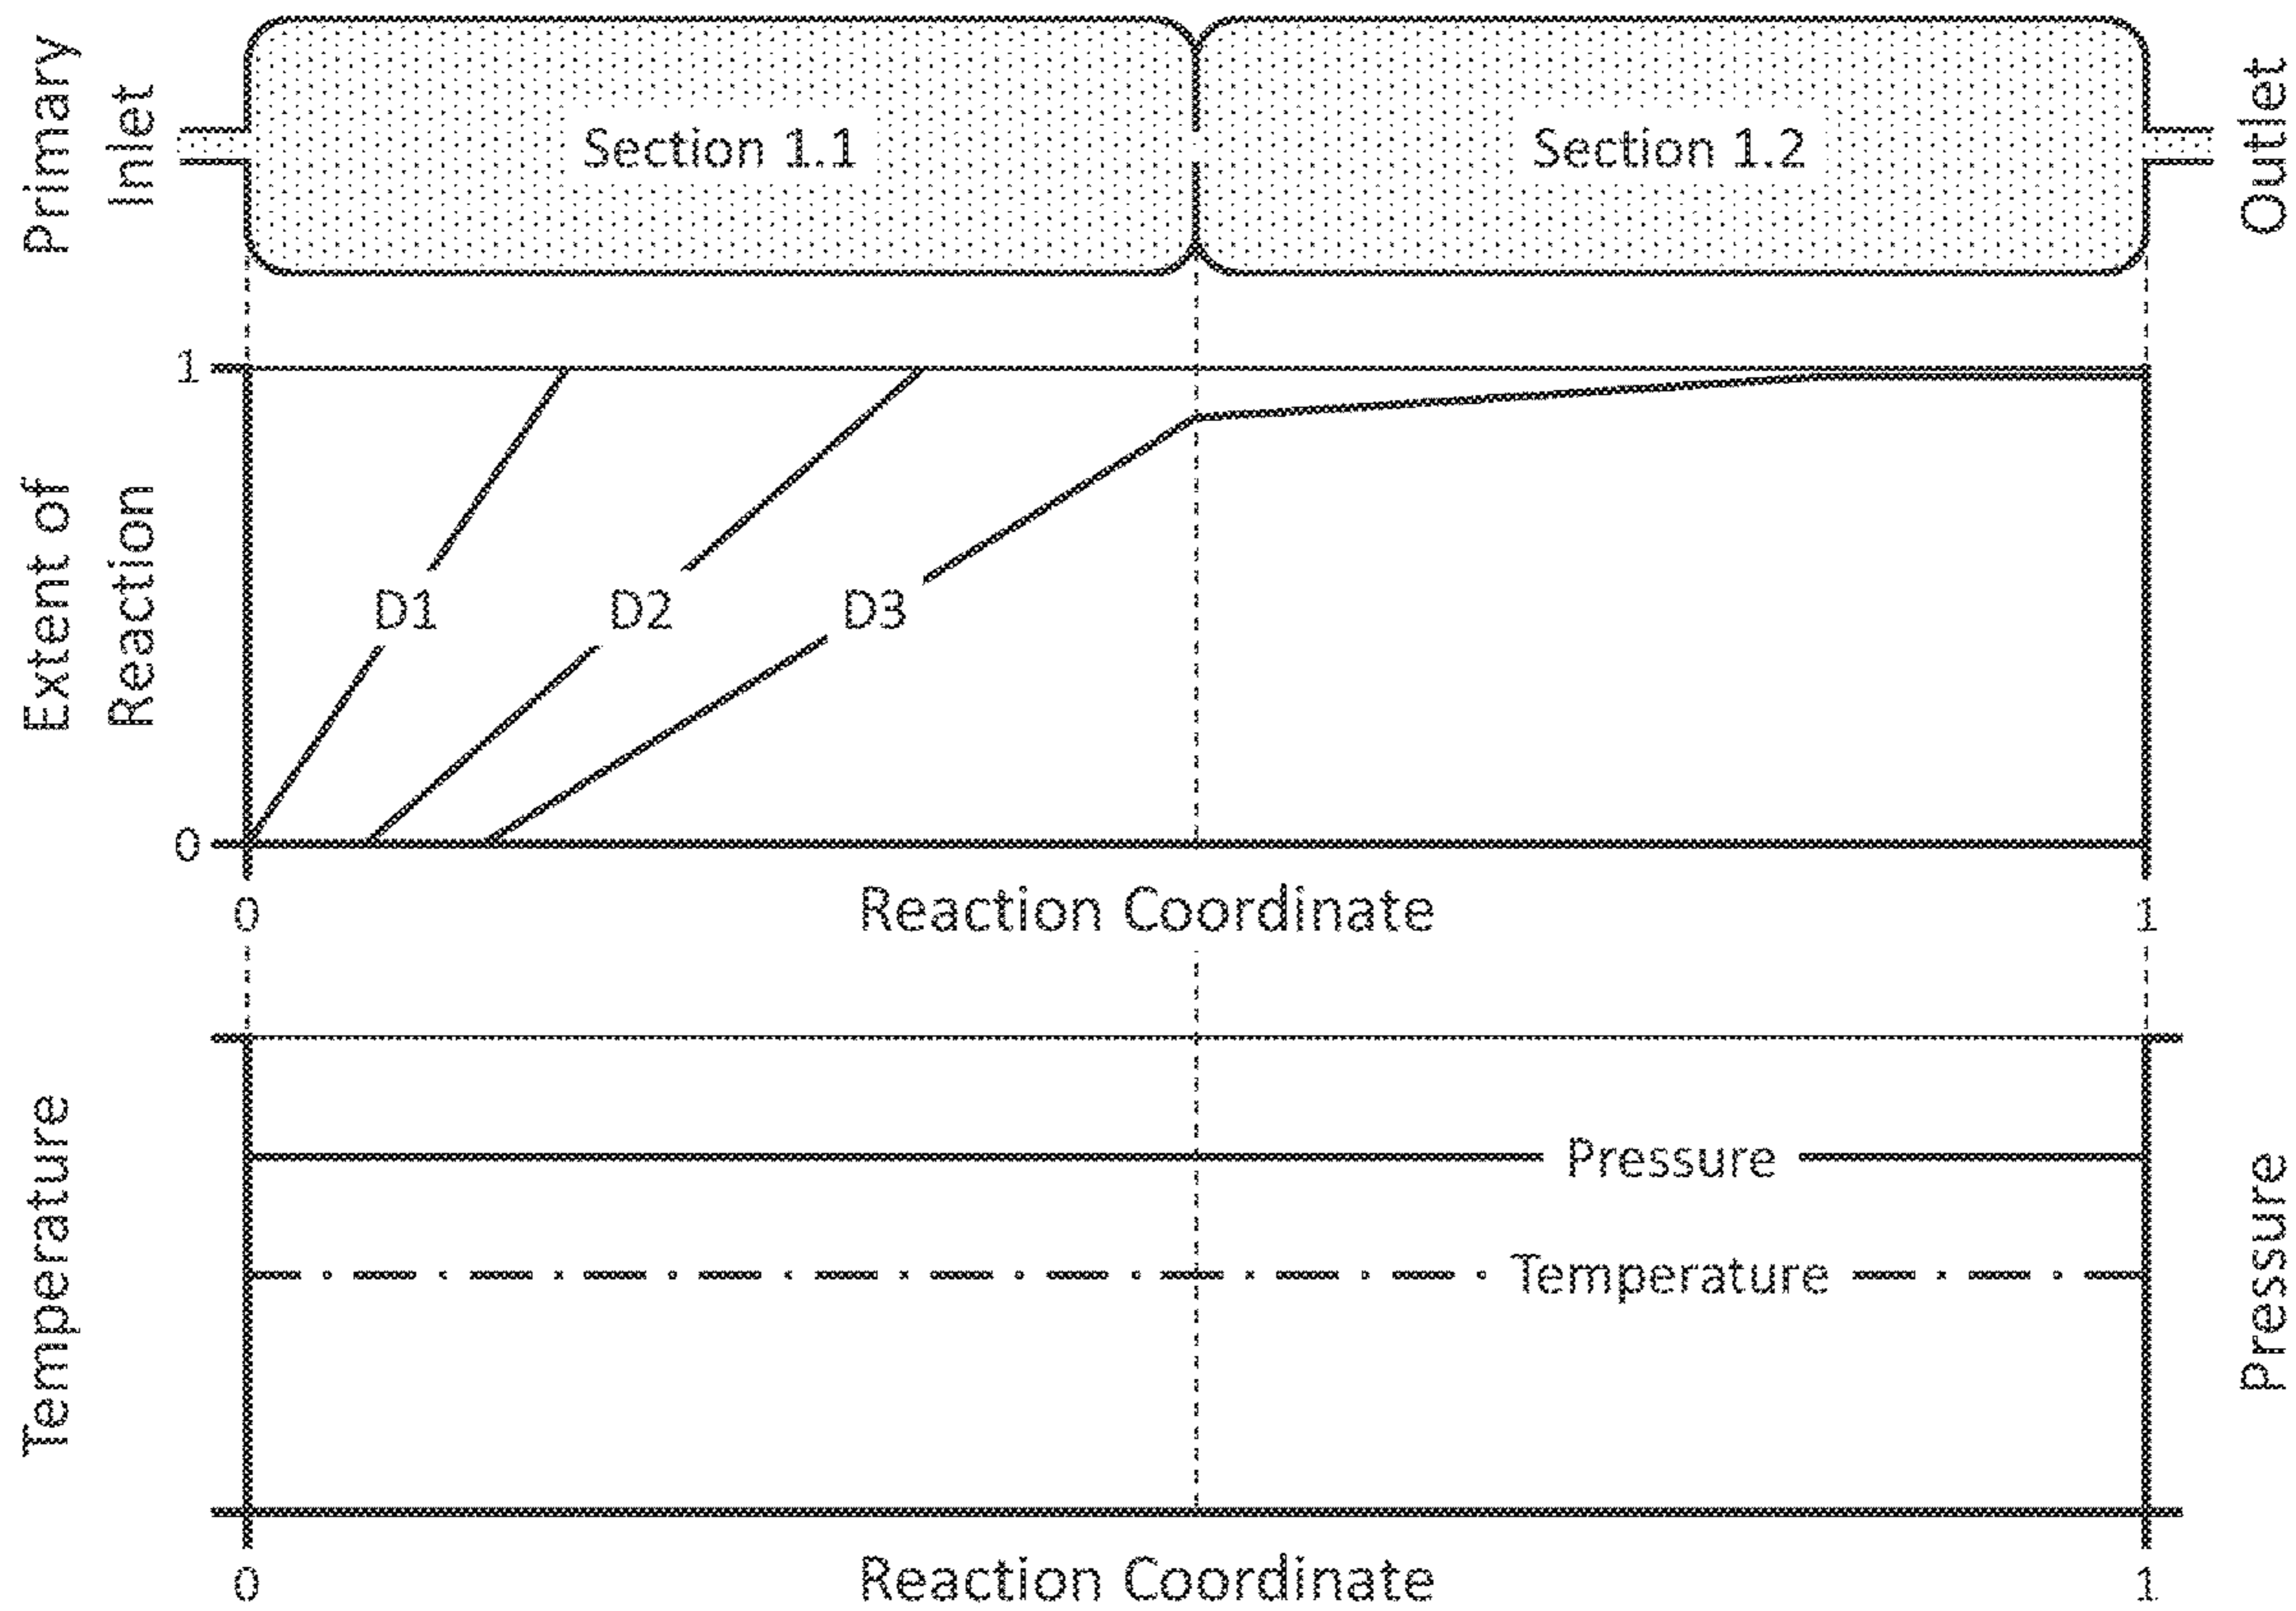 Primary
Inlet
Section 1.1
Section 1.2
Outlet
Extent of
Reaction
1
D1
D2
D3
0
0
Reaction Coordinate
1
Temperature
Pressure
Temperature
Pressure
0
Reaction Coordinate
1